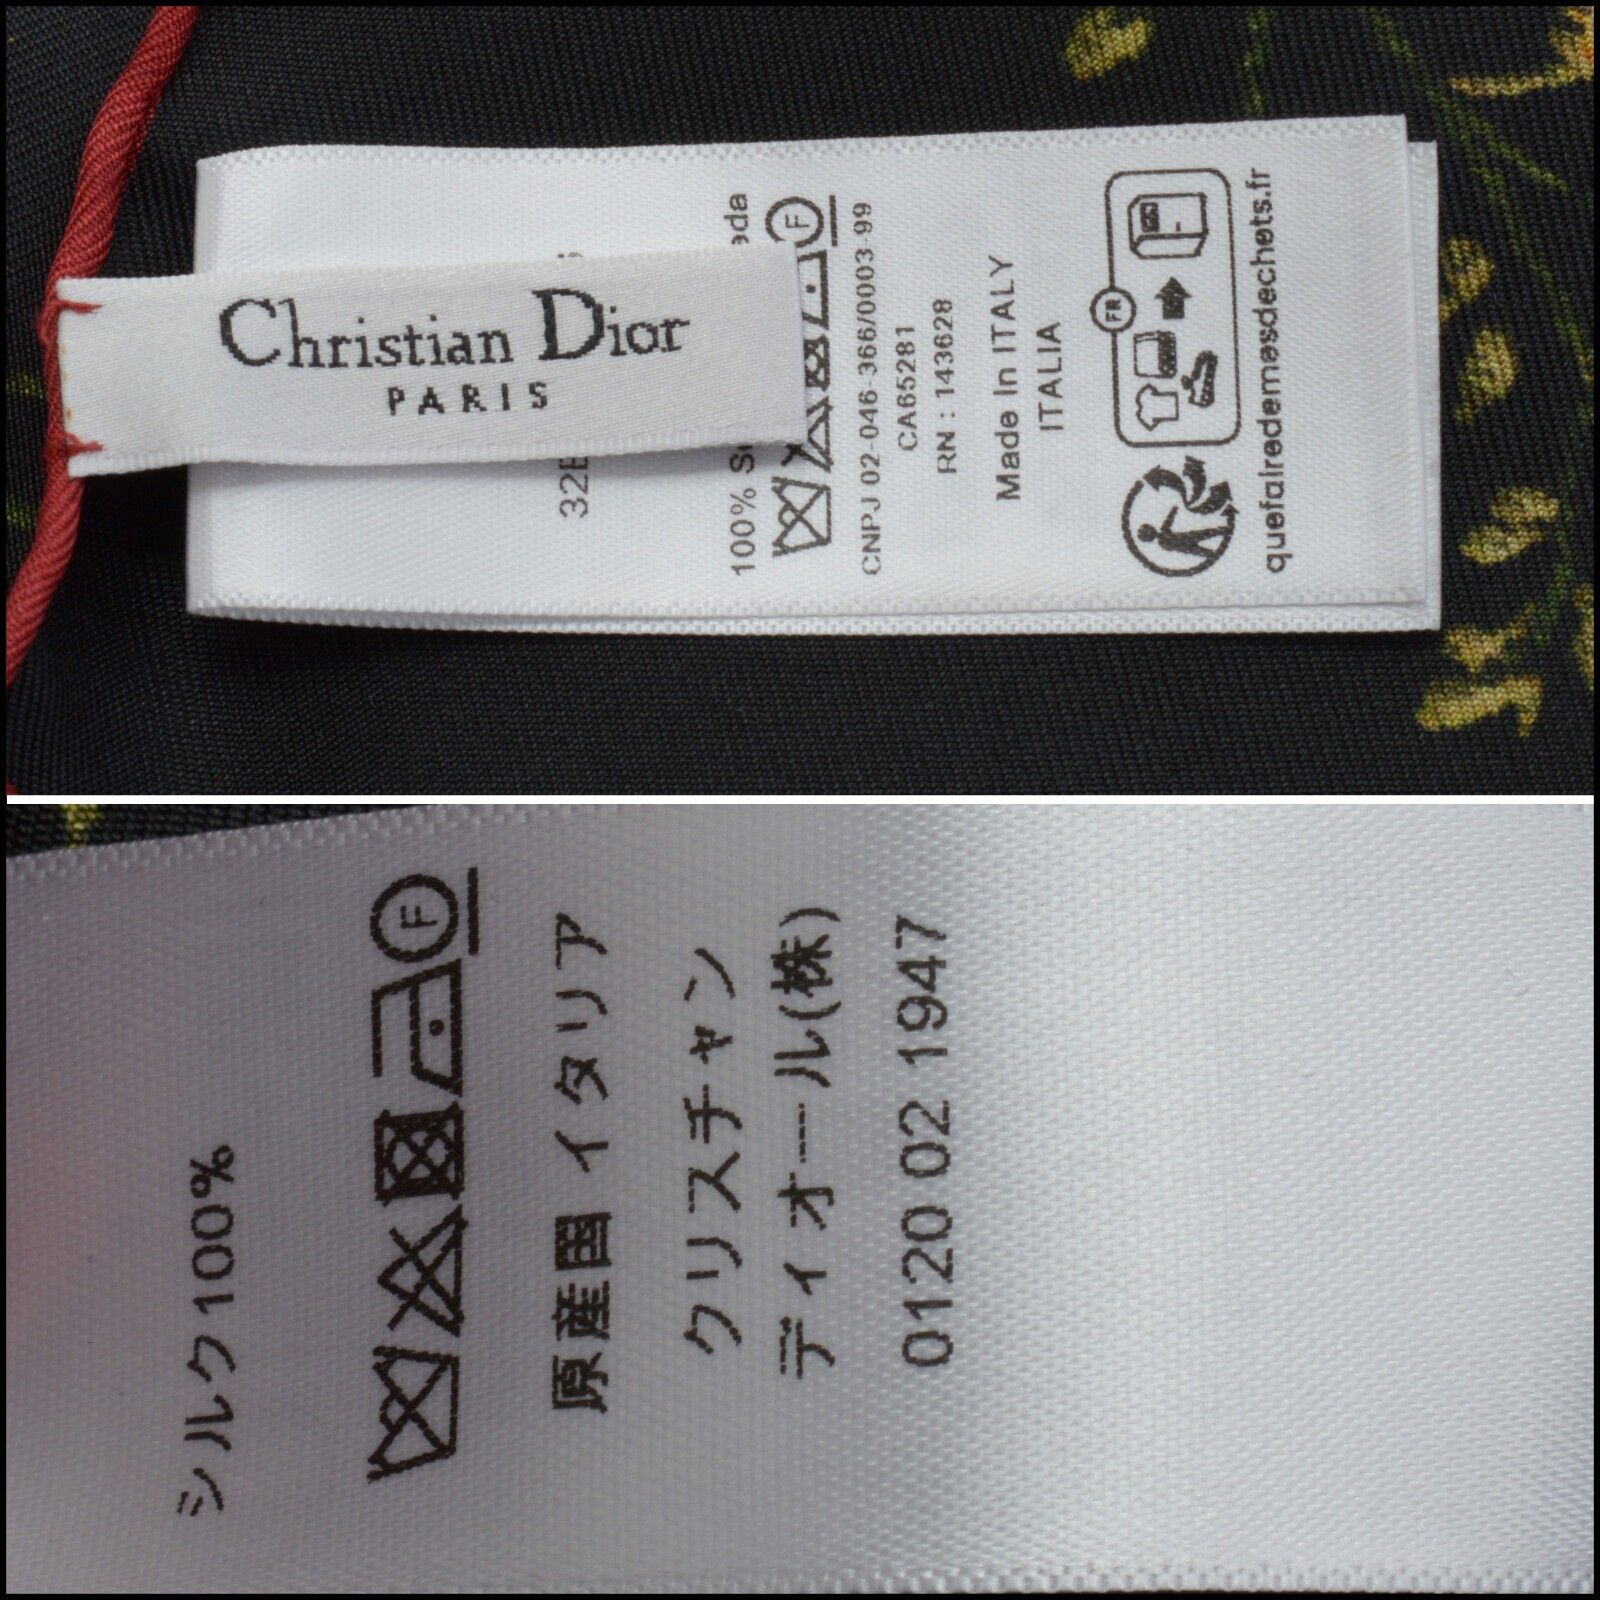 Christian Dior
PARIS
100%
CNPJ 02-046-366/0003-99
CA65281
RN : 143628
Made In ITALY
ITALIA
FR
quefairedemesdechets.fr
F
シルク100%
F
原産国 イタリア
クリスチャン
ディオール(株)
0120 02 1947